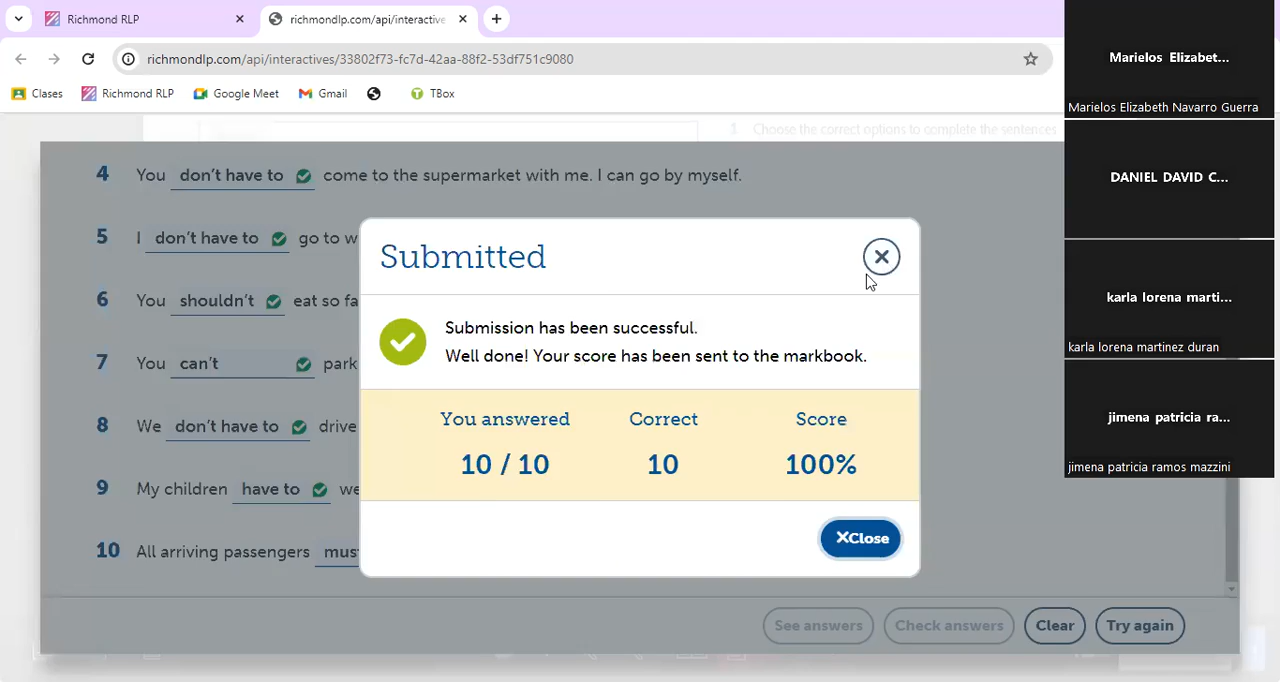 Richmond RLP
richmondlp.com/api/interactive
richmondlp.com/api/interactives/33802f73-fc7d-42aa-88f2-53df751c9080
Clases
Richmond RLP
Google Meet
Gmail
TBox
1 Choose the correct options to complete the sentences
4 You don't have to come to the supermarket with me. I can go by myself.
5 I don't have to go to w
6 You shouldn't eat so fa
7 You can't park
8 We don't have to drive
9 My children have to we
10 All arriving passengers mus
Submitted
Submission has been successful.
Well done! Your score has been sent to the markbook.
You answered Correct Score
10 / 10 10 100%
Close
See answers
Check answers
Clear
Try again
Marielos Elizabet...
Marielos Elizabeth Navarro Guerra
DANIEL DAVID C...
karla lorena marti...
karla lorena martinez duran
jimena patricia ra...
jimena patricia ramos mazzini